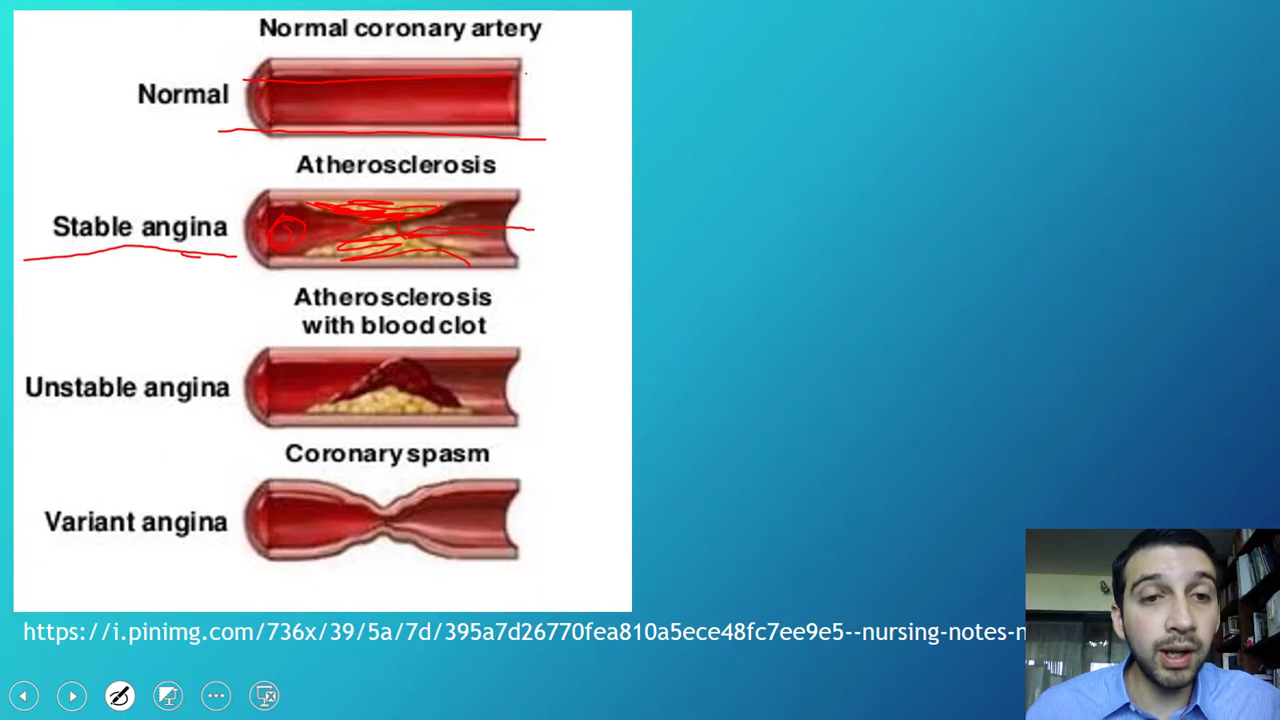 Normal coronary artery
Normal
Atherosclerosis
Stable angina
Atherosclerosis
with blood clot
Unstable angina
Coronary spasm
Variant angina
https://i.pinimg.com/736x/39/5a/7d/395a7d26770fea810a5ece48fc7ee9e5--nursing-notes-